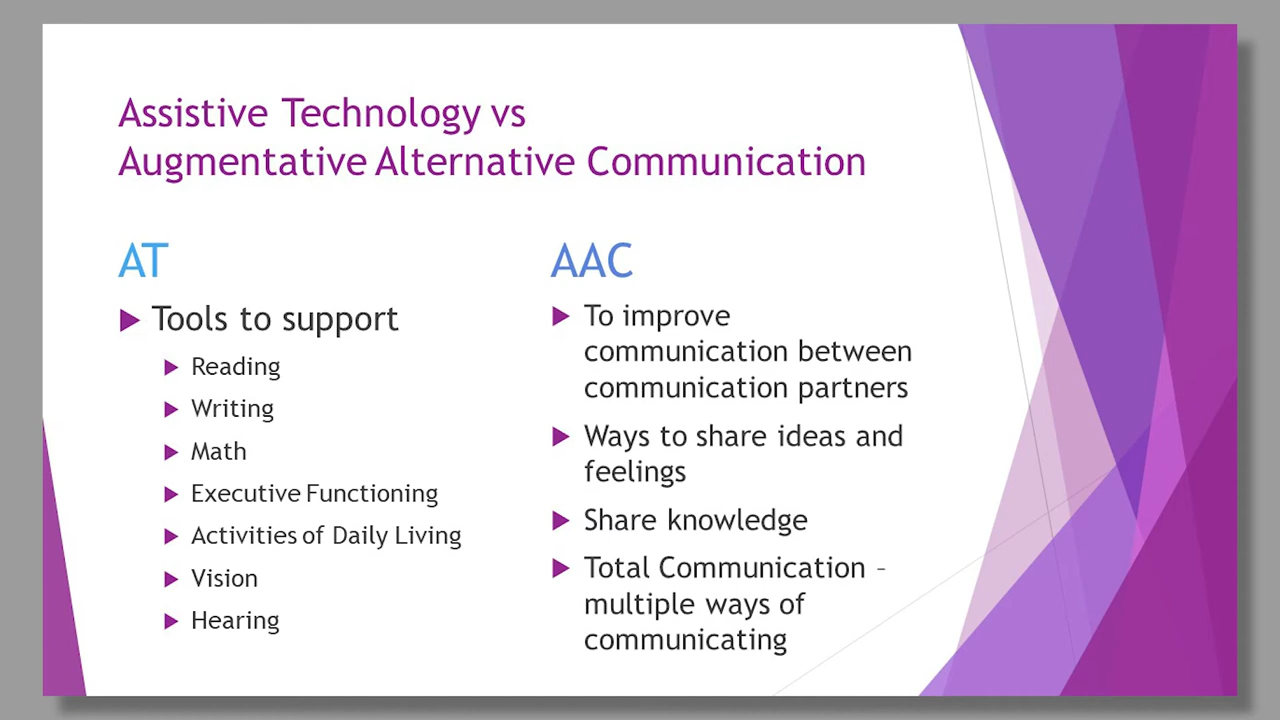 Assistive Technology vs
Augmentative Alternative Communication
AT
Tools to support
Reading
Writing
Math
Executive Functioning
Activities of Daily Living
Vision
Hearing
AAC
To improve
communication between
communication partners
Ways to share ideas and
feelings
Share knowledge
Total Communication –
multiple ways of
communicating